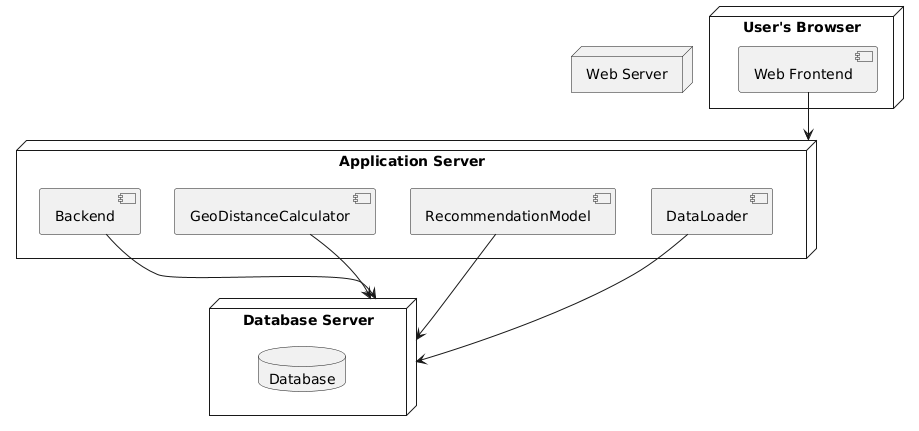 User's Browser
Web Server
Web Frontend
Application Server
Backend
GeoDistanceCalculator
RecommendationModel
DataLoader
Database Server
Database